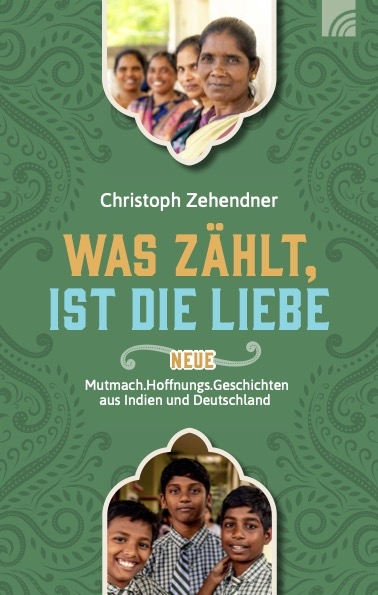 Christoph Zehendner
WAS ZÄHLT,
IST DIE LIEBE
NEUE
Mutmach.Hoffnungs.Geschichten
aus Indien und Deutschland